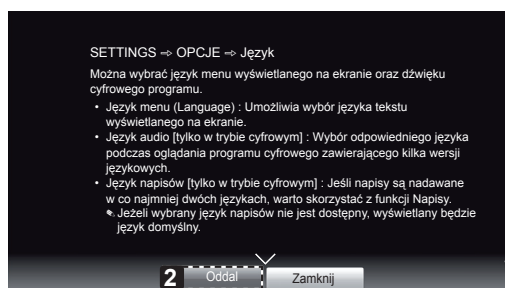 SETTINGS ⇨ OPCJE ⇨ Język
Można wybrać język menu wyświetlanego na ekranie oraz dźwięku
cyfrowego programu.
• Język menu (Language) : Umożliwia wybór języka tekstu
wyświetlanego na ekranie.
• Język audio [tylko w trybie cyfrowym] : Wybór odpowiedniego języka
podczas oglądania programu cyfrowego zawierającego kilka wersji
językowych.
• Język napisów [tylko w trybie cyfrowym] : Jeśli napisy są nadawane
w co najmniej dwóch językach, warto skorzystać z funkcji Napisy.
✎ Jeżeli wybrany język napisów nie jest dostępny, wyświetlany będzie
język domyślny.
2 Oddal Zamknij